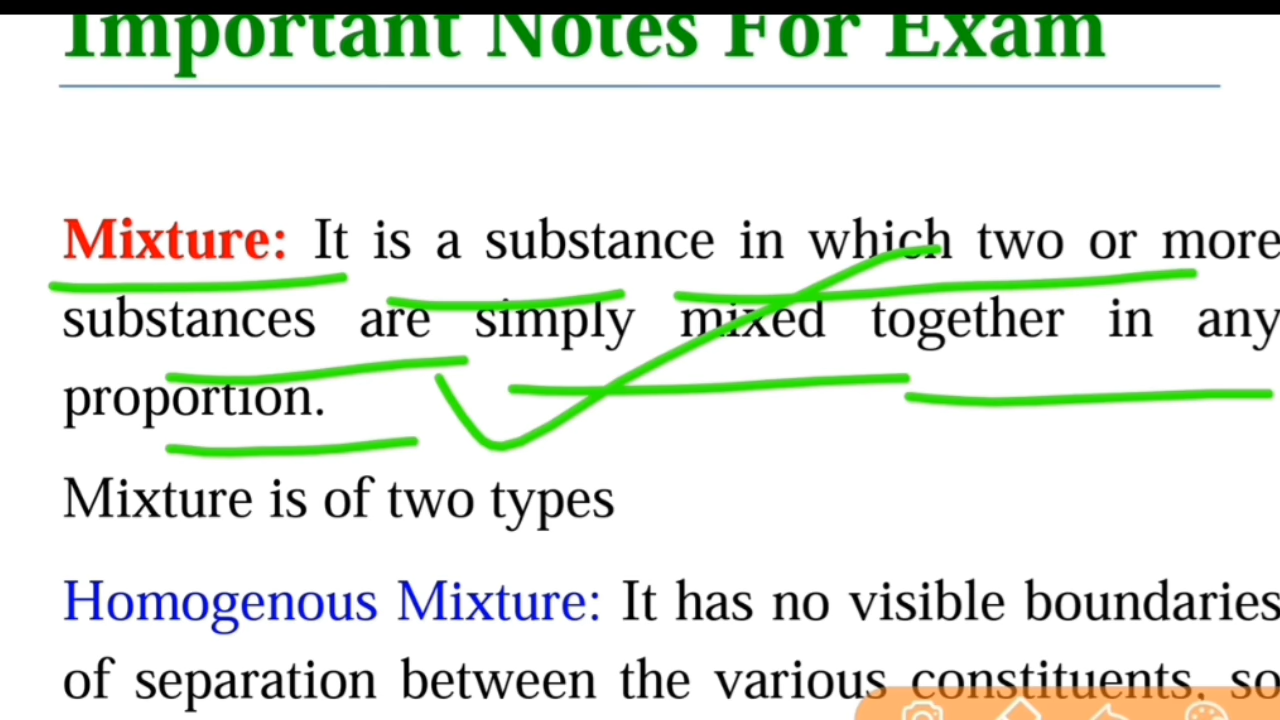 Important Notes For Exam
Mixture: It is a substance in which two or more
substances are simply mixed together in any
proportion.
Mixture is of two types
Homogenous Mixture: It has no visible boundaries
of separation between the various constituents, so